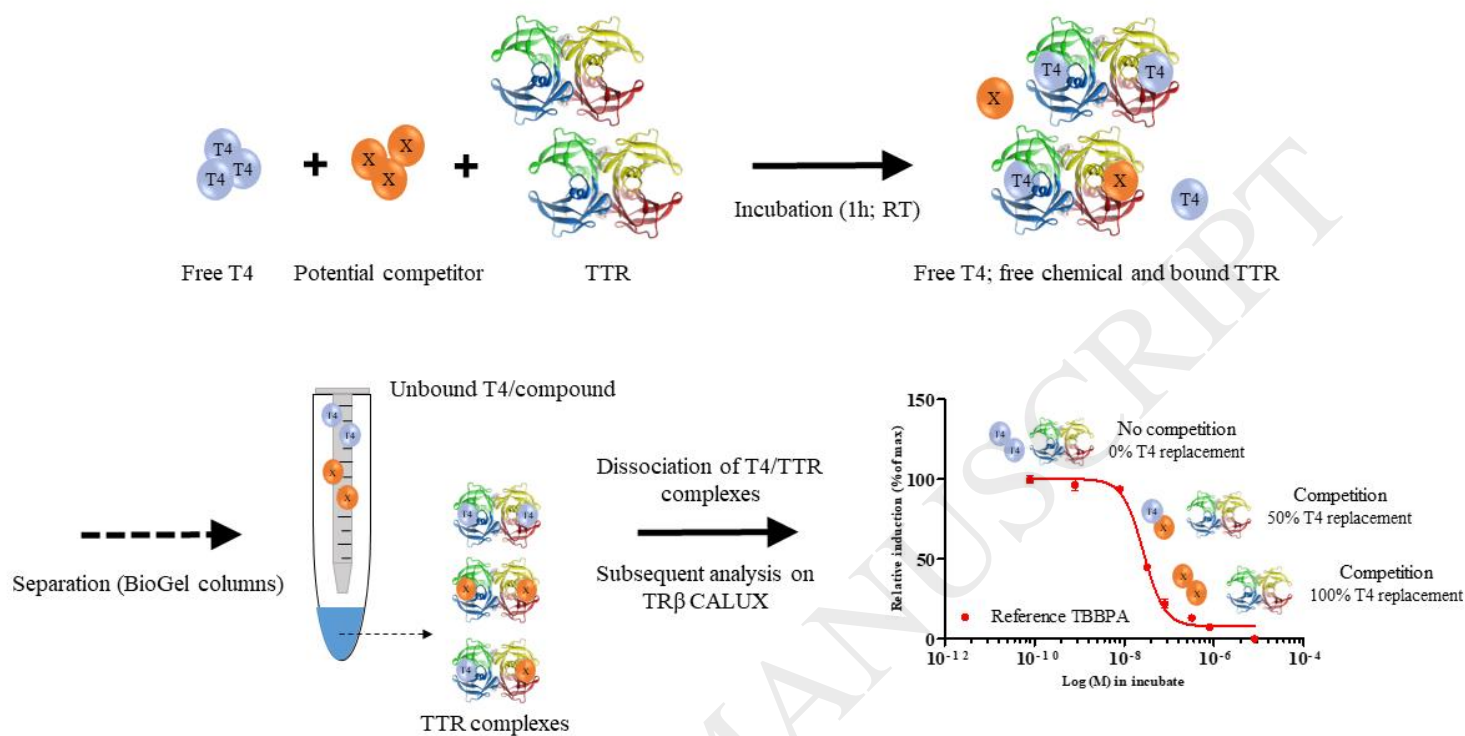 T4
T4
T4
+
X
X
X
+
Incubation (1h; RT)
T4
T4
X
T4
X
T4
Free T4
Potential competitor
TTR
Free T4; free chemical and bound TTR
Separation (BioGel columns)
Unbound T4/compound
T4
T4
X
X
T4
T4
X
X
T4
X
TTR complexes
Dissociation of T4/TTR
complexes
Subsequent analysis on
TRβ CALUX
Relative induction (% of max)
150
100
50
0
T4
T4
No competition
0% T4 replacement
T4
X
Competition
50% T4 replacement
X
X
Competition
100% T4 replacement
Reference TBBPA
10-12
10-10
10-8
10-6
10-4
Log (M) in incubate
MANUSCRIPT